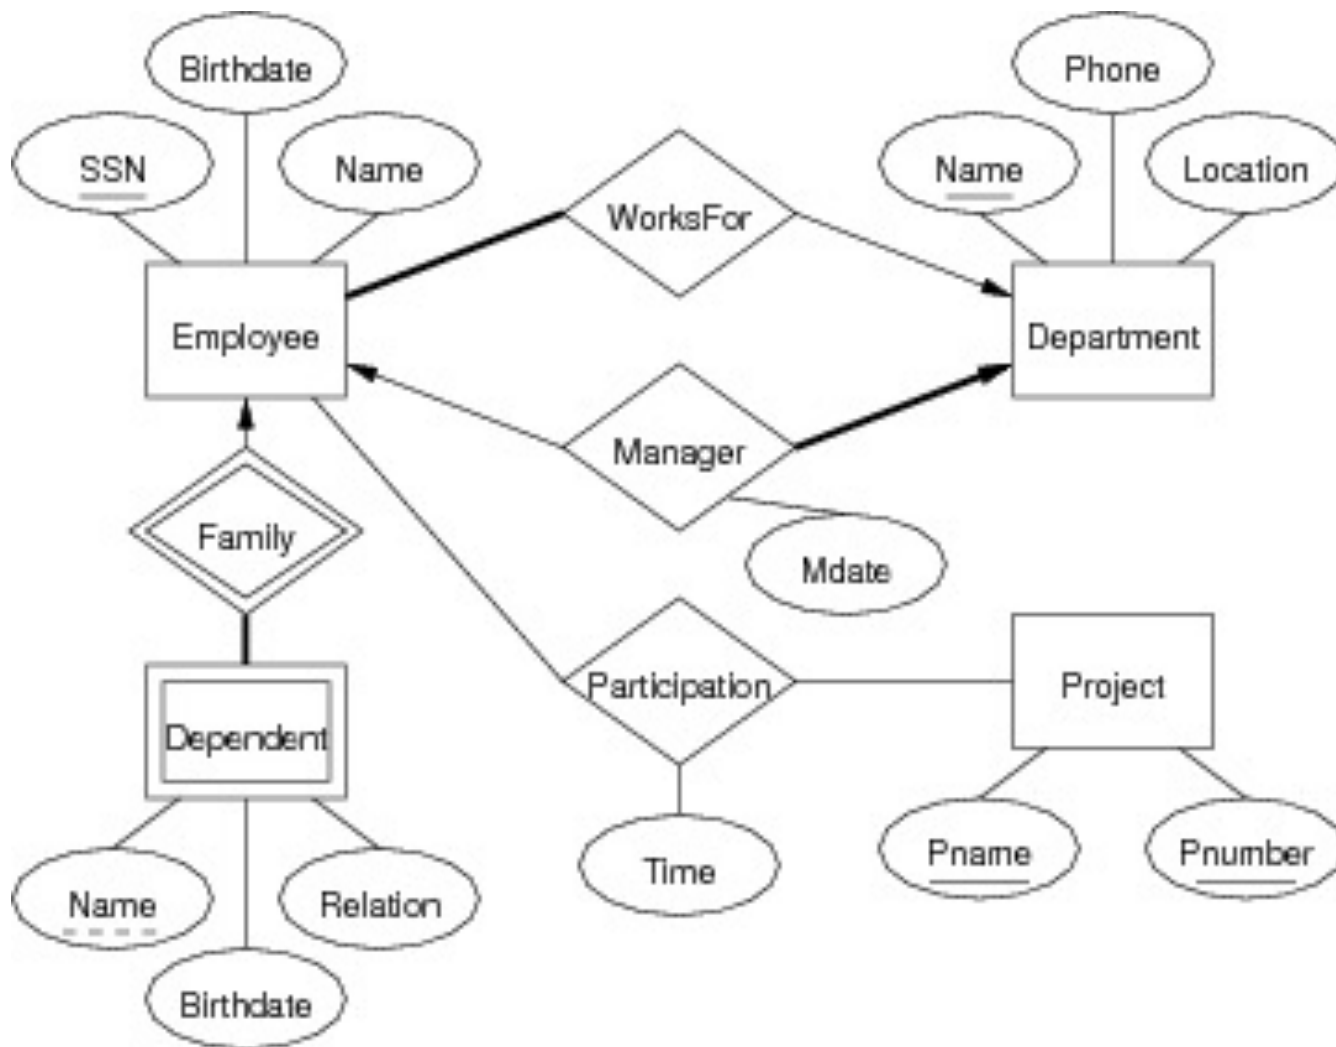 Birthdate
Phone
SSN
Name
Name
Location
WorksFor
Employee
Department
Manager
Family
Mdate
Participation
Project
Dependent
Time
Pname
Pnumber
Name
Relation
Birthdate